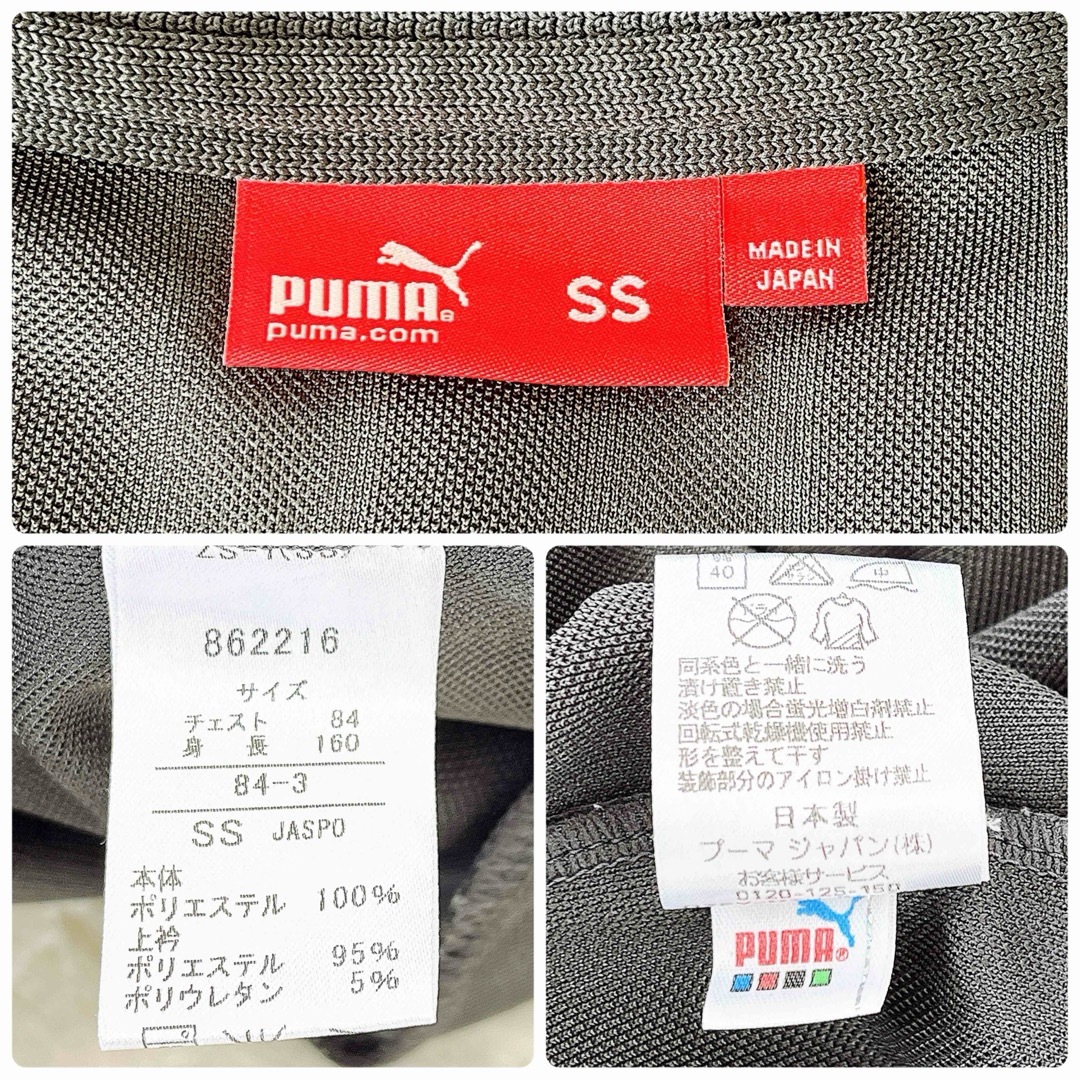 PUMA®
puma.com
SS
MADE IN
JAPAN
862216
サイズ
チェスト 84
身長 160
84-3
SS JASPO
本体
ポリエステル 100%
上衿
ポリエステル 95%
ポリウレタン 5%
40
中
同系色と一緒に洗う
漬け置き禁止
淡色の場合蛍光増白剤禁止
回転式乾燥機使用禁止
形を整えて干す
装飾部分のアイロン掛け禁止
日本製
プーマ ジャパン(株)
お客様サービス
0120-125-150
PUMA®